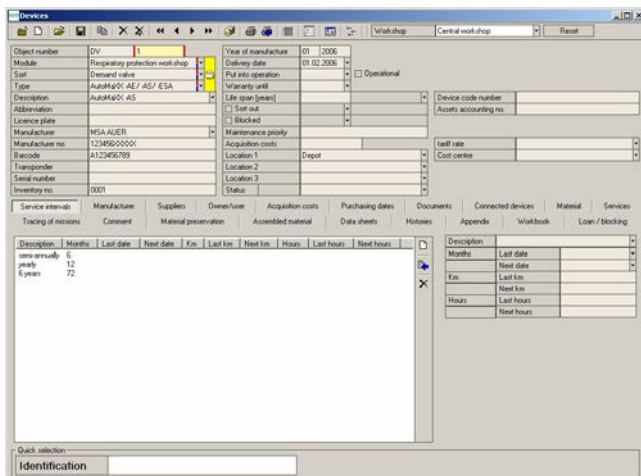 Devices
Workshop Central workshop Reset
Object number DV 1
Module Respiratory protection workshop
Sort Demand valve
Type AutoMaXX-AE/ -AS/ -ESA
Description AutoMaXX-AS
Abbreviation
Licence plate
Manufacturer MSA AUER
Manufacturer no. 123456XXXXX
Barcode A123456789
Transponder
Serial number
Inventory no. 0001
Year of manufacture 01 2006
Delivery date 01.02.2006
Put into operation Operational
Warranty until
Life span [years]
Sort out
Blocked
Maintenance priority
Acquisition costs
Location 1 Depot
Location 2
Location 3
Status
Device code number
Assets accounting no.
tariff rate
Cost centre
Service intervals Manufacturer Suppliers Owner/user Acquisition costs Purchasing dates Documents Connected devices Material Services
Tracing of missions Comment Material preservation Assembled material Data sheets Histories Appendix Workbook Loan / blocking
Description Months Last date Next date Km Last km Next km Hours Last hours Next hours
semi-annually 6
yearly 12
6 years 72
Description
Months Last date
Next date
Km Last km
Next km
Hours Last hours
Next hours
Quick selection
Identification